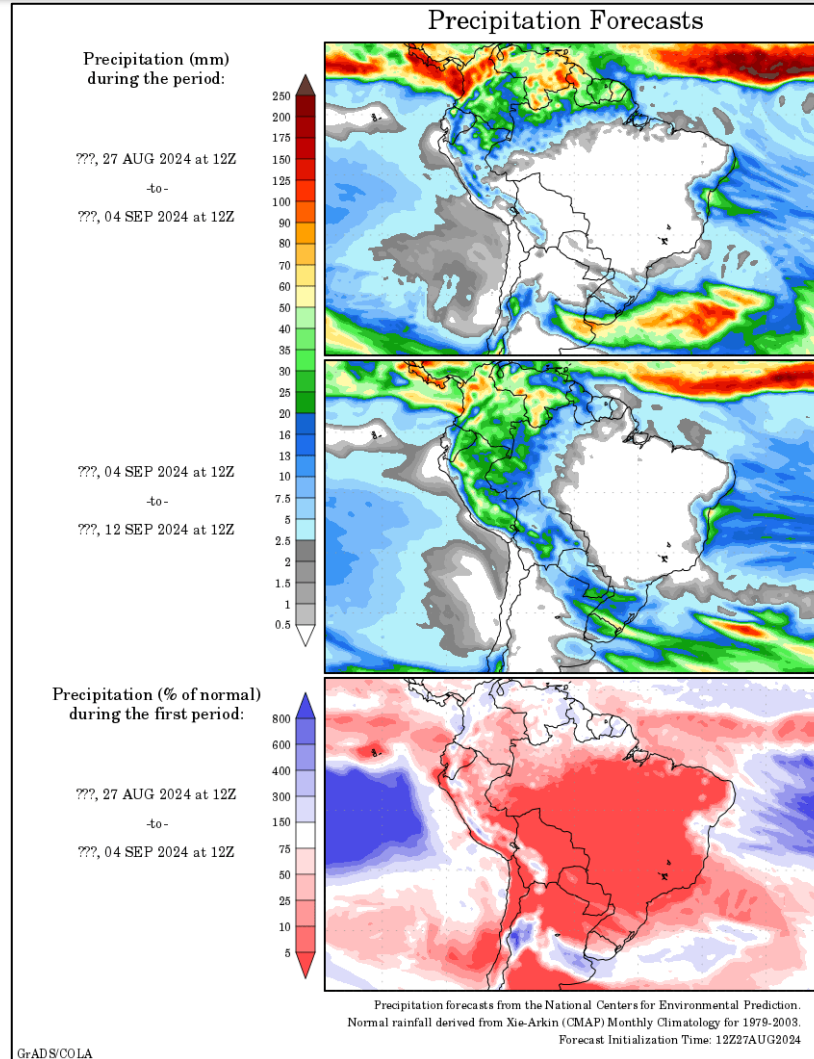 Precipitation Forecasts
Precipitation (mm)
during the period:
???, 27 AUG 2024 at 12Z
-to-
???, 04 SEP 2024 at 12Z
250
200
175
150
125
100
90
80
70
60
50
40
35
30
25
20
16
13
10
7.5
5
2.5
2
1.5
1
0.5
???, 04 SEP 2024 at 12Z
-to-
???, 12 SEP 2024 at 12Z
Precipitation (% of normal)
during the first period:
???, 27 AUG 2024 at 12Z
-to-
???, 04 SEP 2024 at 12Z
800
600
400
300
150
75
50
25
10
5
Precipitation forecasts from the National Centers for Environmental Prediction.
Normal rainfall derived from Xie-Arkin (CMAP) Monthly Climatology for 1979-2003.
Forecast Initialization Time: 12Z27AUG2024
GrADS/COLA